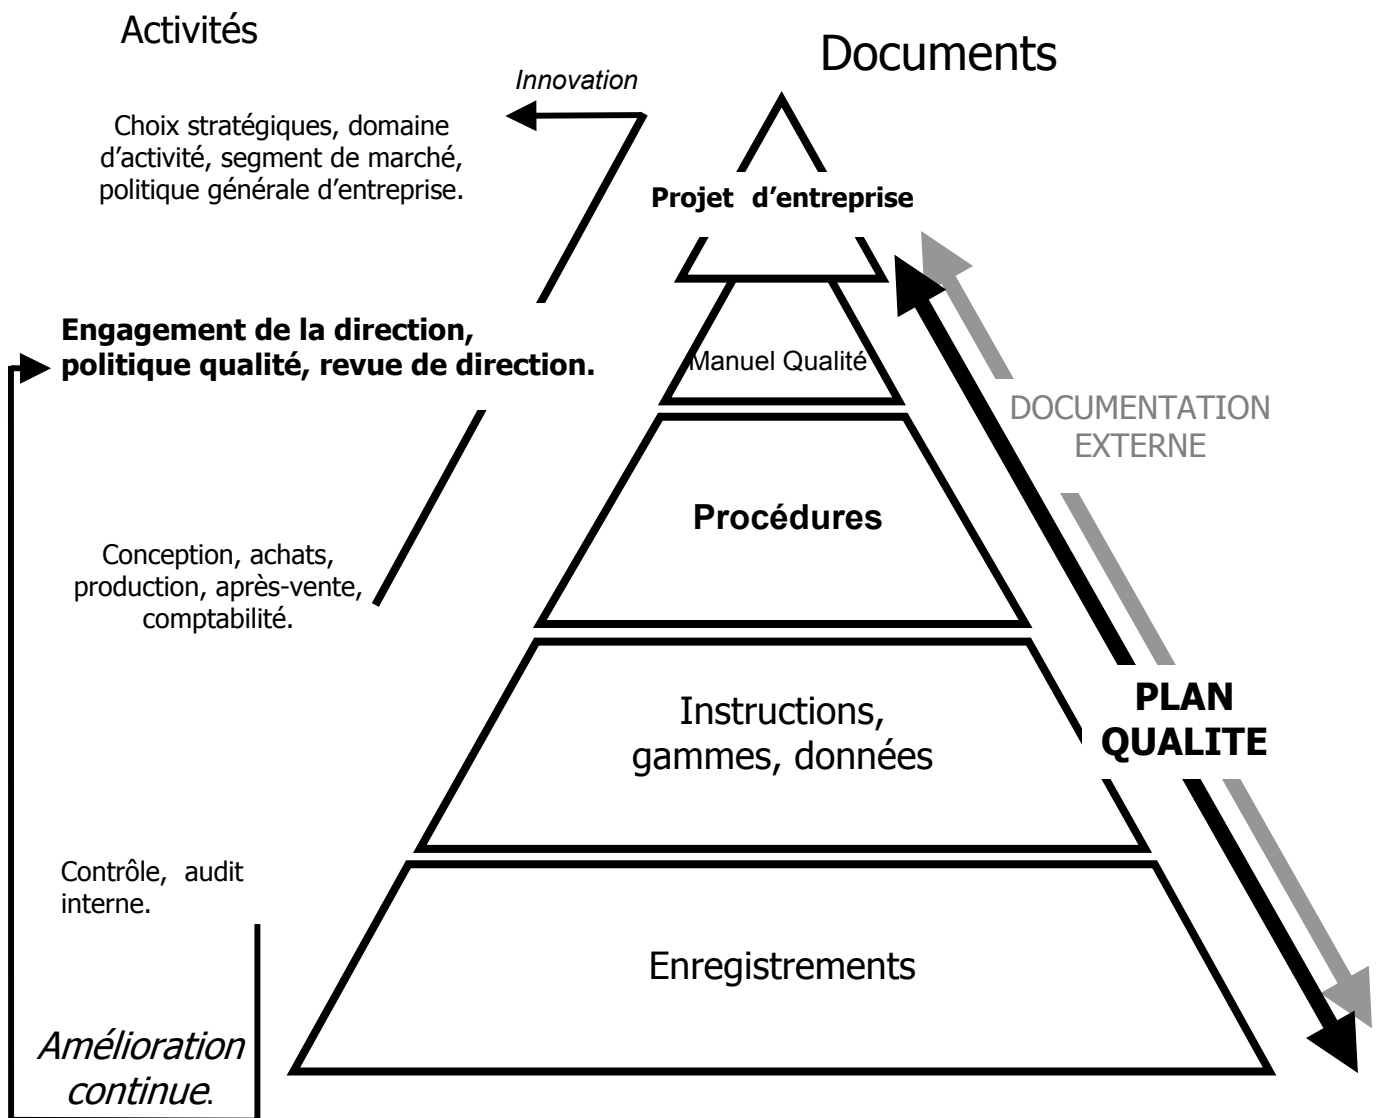 Activités
Documents
Innovation
Choix stratégiques, domaine
d’activité, segment de marché,
politique générale d’entreprise.
Projet d’entreprise
Engagement de la direction,
politique qualité, revue de direction.
Manuel Qualité
DOCUMENTATION
EXTERNE
Procédures
Conception, achats,
production, après-vente,
comptabilité.
Instructions,
gammes, données
PLAN
QUALITE
Contrôle, audit
interne.
Enregistrements
Amélioration
continue.